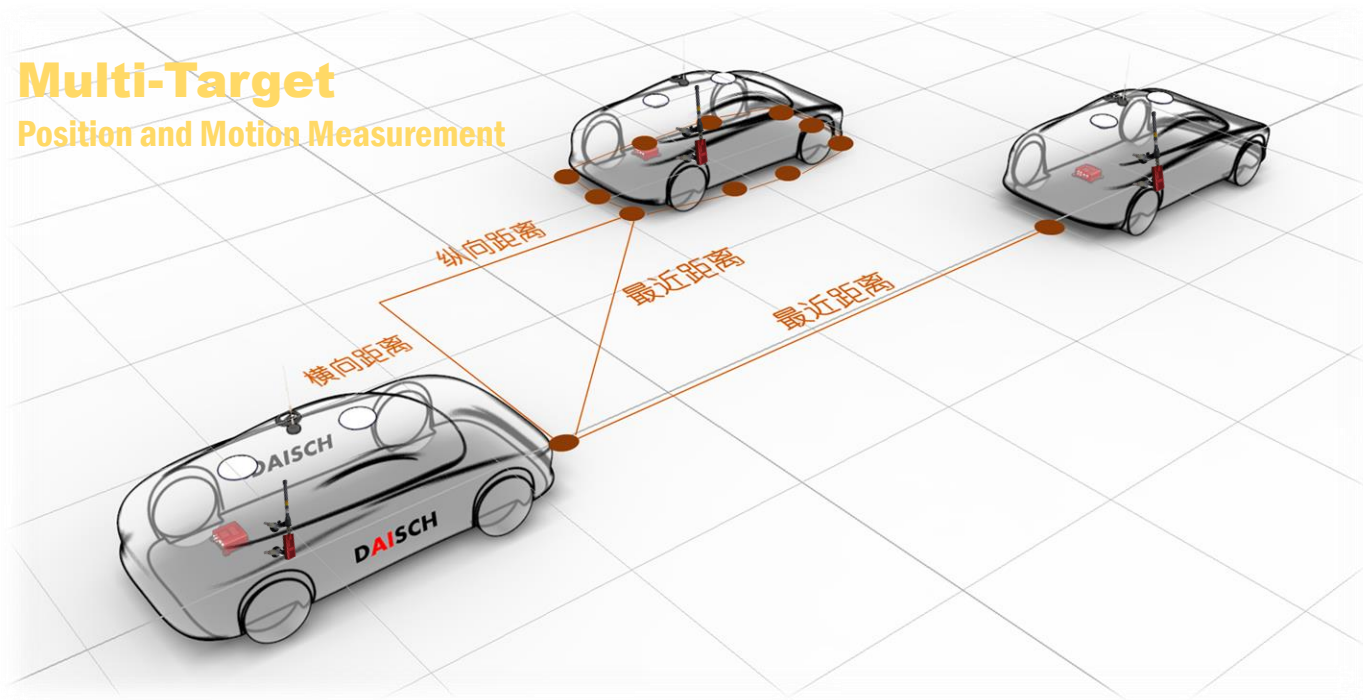 Multi-Target
Position and Motion Measurement
纵向距离
最近距离
最近距离
横向距离
DAISCH
DAISCH